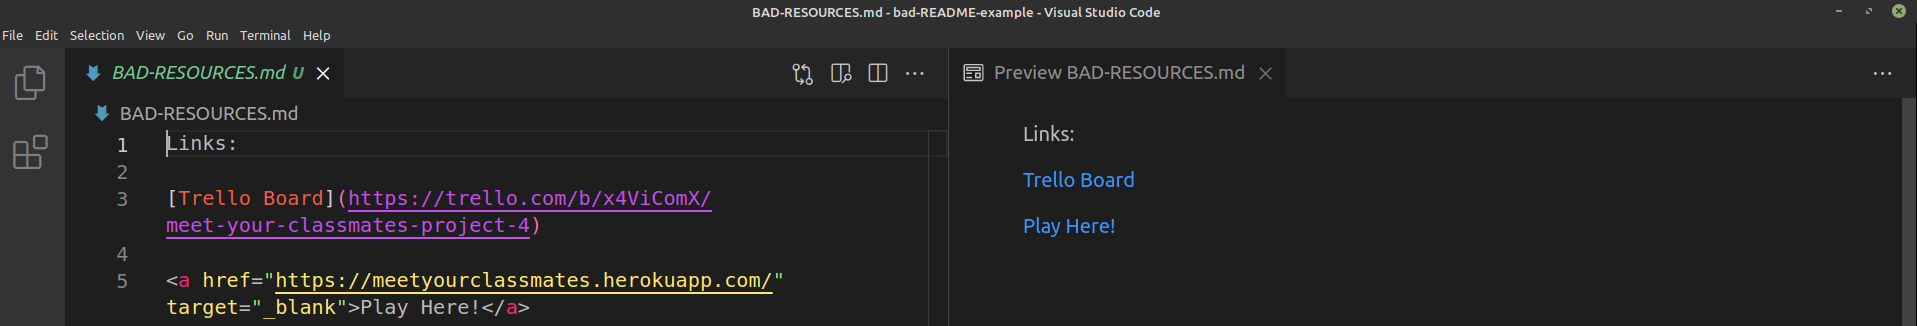 BAD-RESOURCES.md - bad-README-example - Visual Studio Code
File Edit Selection View Go Run Terminal Help
BAD-RESOURCES.md U
Preview BAD-RESOURCES.md
BAD-RESOURCES.md
1 Links:
2
3 [Trello Board](https://trello.com/b/x4ViComX/
meet-your-classmates-project-4)
4
5 <a href="https://meetyourclassmates.herokuapp.com/"
target="_blank">Play Here!</a>
Links:
Trello Board
Play Here!